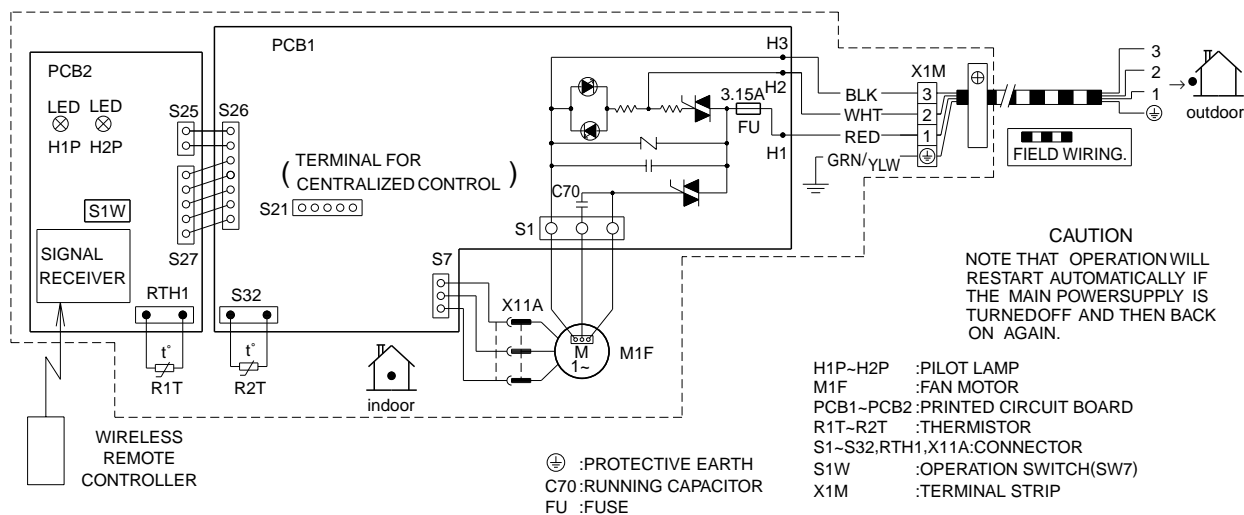 PCB1
PCB2
LED LED
H1P H2P
S25
S26
S27
S1W
SIGNAL
RECEIVER
RTH1
S32
t°
R1T
t°
R2T
(TERMINAL FOR
CENTRALIZED CONTROL)
S21
S7
X11A
S1
C70
M
1~
M1F
indoor
H3
H2
H1
3.15A
FU
BLK
WHT
RED
GRN/YLW
X1M
3
2
1
3
2
1
outdoor
FIELD WIRING.
WIRELESS
REMOTE
CONTROLLER
CAUTION
NOTE THAT OPERATION WILL
RESTART AUTOMATICALLY IF
THE MAIN POWERSUPPLY IS
TURNEDOFF AND THEN BACK
ON AGAIN.
:PROTECTIVE EARTH
C70:RUNNING CAPACITOR
FU :FUSE
H1P~H2P :PILOT LAMP
M1F :FAN MOTOR
PCB1~PCB2:PRINTED CIRCUIT BOARD
R1T~R2T :THERMISTOR
S1~S32,RTH1,X11A:CONNECTOR
S1W :OPERATION SWITCH(SW7)
X1M :TERMINAL STRIP